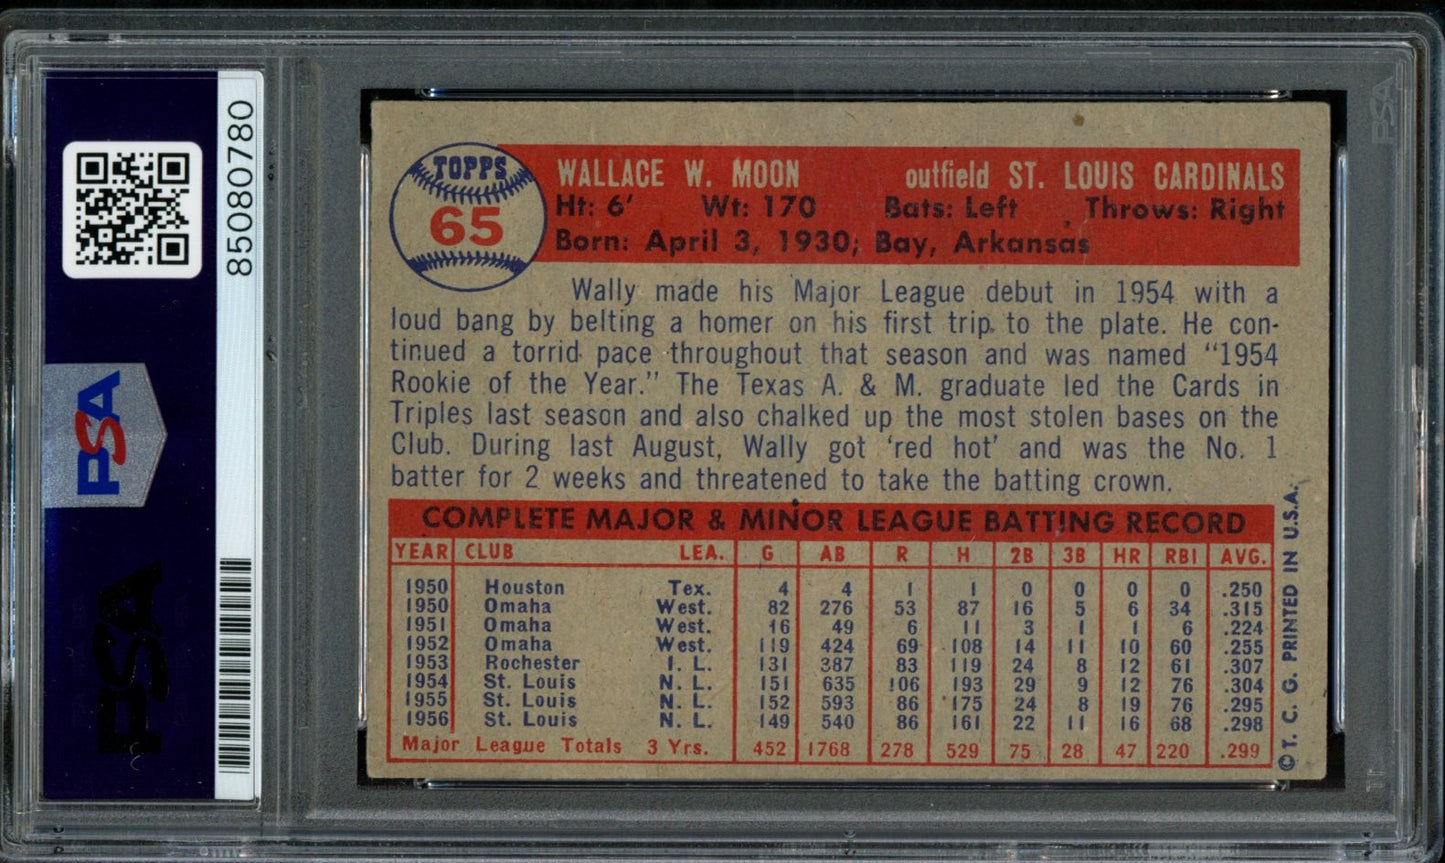 85080780
PSA
PSA
PSA
TOPPS
65
WALLACE W. MOON outfield ST. LOUIS CARDINALS
Ht: 6' Wt: 170 Bats: Left Throws: Right
Born: April 3, 1930; Bay, Arkansas
Wally made his Major League debut in 1954 with a
loud bang by belting a homer on his first trip to the plate. He con-
tinued a torrid pace throughout that season and was named "1954
Rookie of the Year." The Texas A. & M. graduate led the Cards in
Triples last season and also chalked up the most stolen bases on the
Club. During last August, Wally got 'red hot' and was the No. 1
batter for 2 weeks and threatened to take the batting crown.
COMPLETE MAJOR & MINOR LEAGUE BATTING RECORD
YEAR CLUB LEA. G AB R H 2B 3B HR RBI AVG.
1950 Houston Tex. 4 4 1 1 0 0 0 0 .250
1950 Omaha West. 82 276 53 87 16 5 6 34 .315
1951 Omaha West. 16 49 6 11 3 1 1 6 .224
1952 Omaha West. 119 424 69 108 14 11 10 60 .255
1953 Rochester I. L. 131 387 83 119 24 8 12 61 .307
1954 St. Louis N. L. 151 635 106 193 29 9 12 76 .304
1955 St. Louis N. L. 152 593 86 175 24 8 19 76 .295
1956 St. Louis N. L. 149 540 86 161 22 11 16 68 .298
Major League Totals 3 Yrs. 452 1768 278 529 75 28 47 220 .299
© T. C. G. PRINTED IN U.S.A.